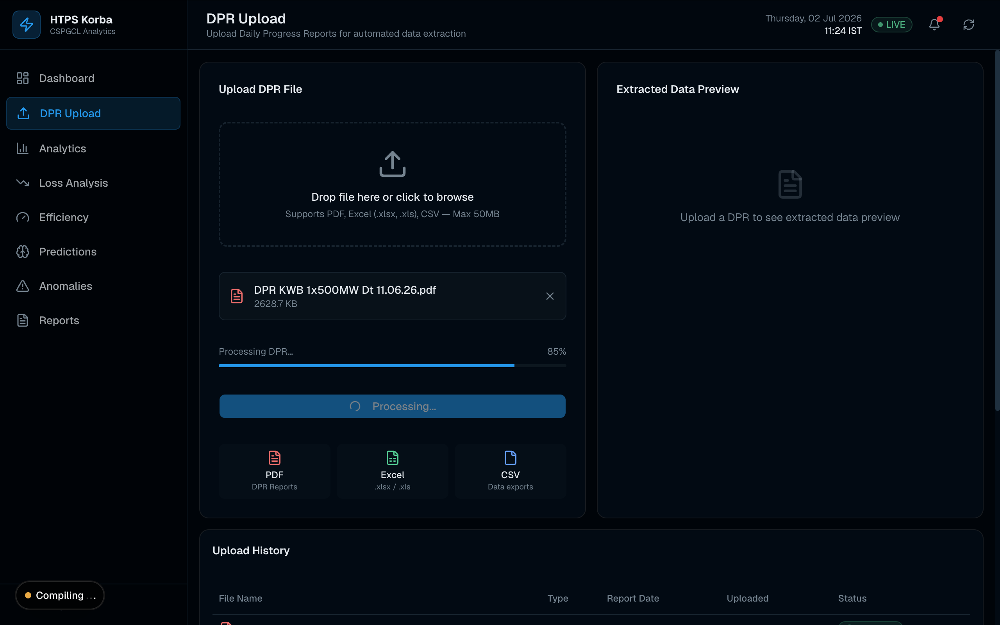 HTPS Korba
CSPGCL Analytics
Dashboard
DPR Upload
Analytics
Loss Analysis
Efficiency
Predictions
Anomalies
Reports
Compiling ...
DPR Upload
Upload Daily Progress Reports for automated data extraction
Thursday, 02 Jul 2026
11:24 IST
LIVE
Upload DPR File
Drop file here or click to browse
Supports PDF, Excel (.xlsx, .xls), CSV — Max 50MB
DPR KWB 1x500MW Dt 11.06.26.pdf
2628.7 KB
Processing DPR...
85%
Processing...
PDF
DPR Reports
Excel
.xlsx / .xls
CSV
Data exports
Extracted Data Preview
Upload a DPR to see extracted data preview
Upload History
File Name Type Report Date Uploaded Status